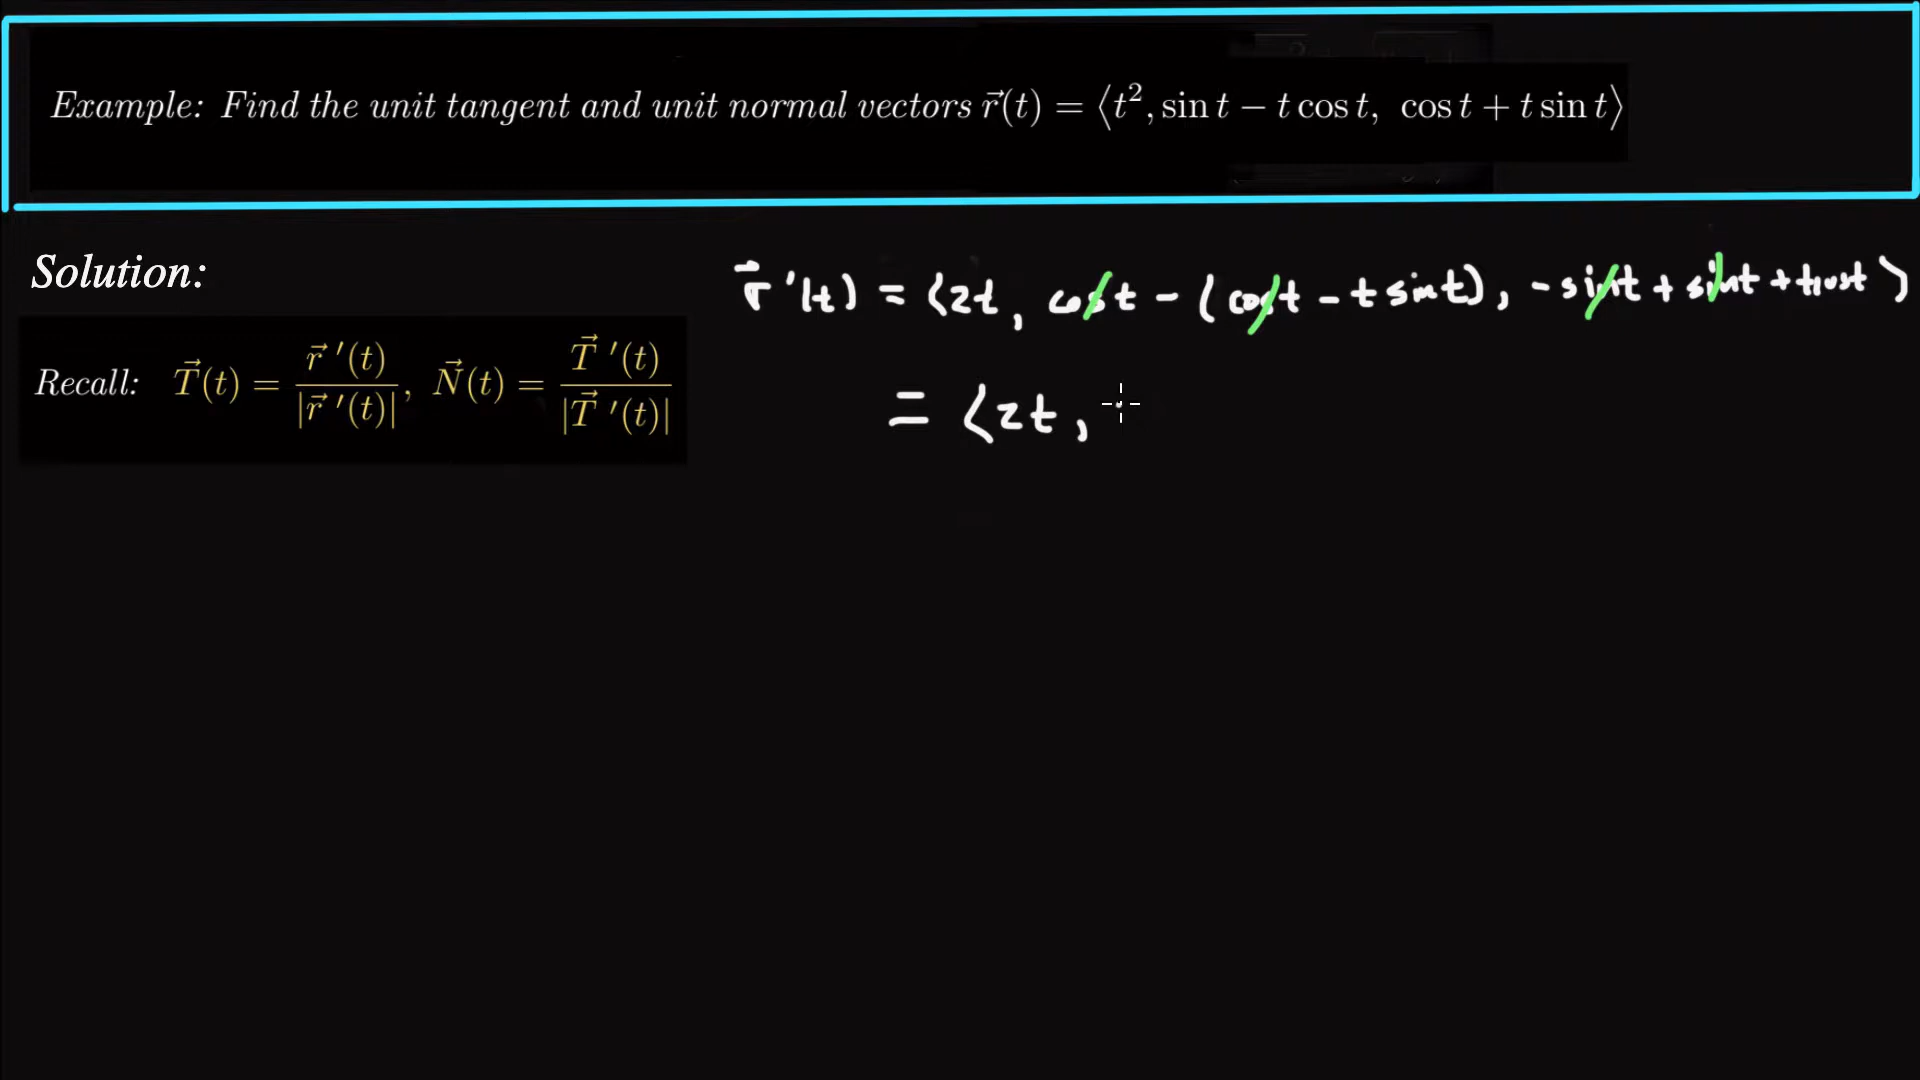 Example: Find the unit tangent and unit normal vectors r⃗(t) = ⟨t², sin t − t cos t, cos t + t sin t⟩
Solution:
r⃗ '(t) = ⟨2t, cos t − (cos t − t sin t), − sin t + sin t + t cos t⟩
Recall: T⃗(t) = r⃗ '(t) / |r⃗ '(t)|, N⃗(t) = T⃗ '(t) / |T⃗ '(t)|
= ⟨2t,